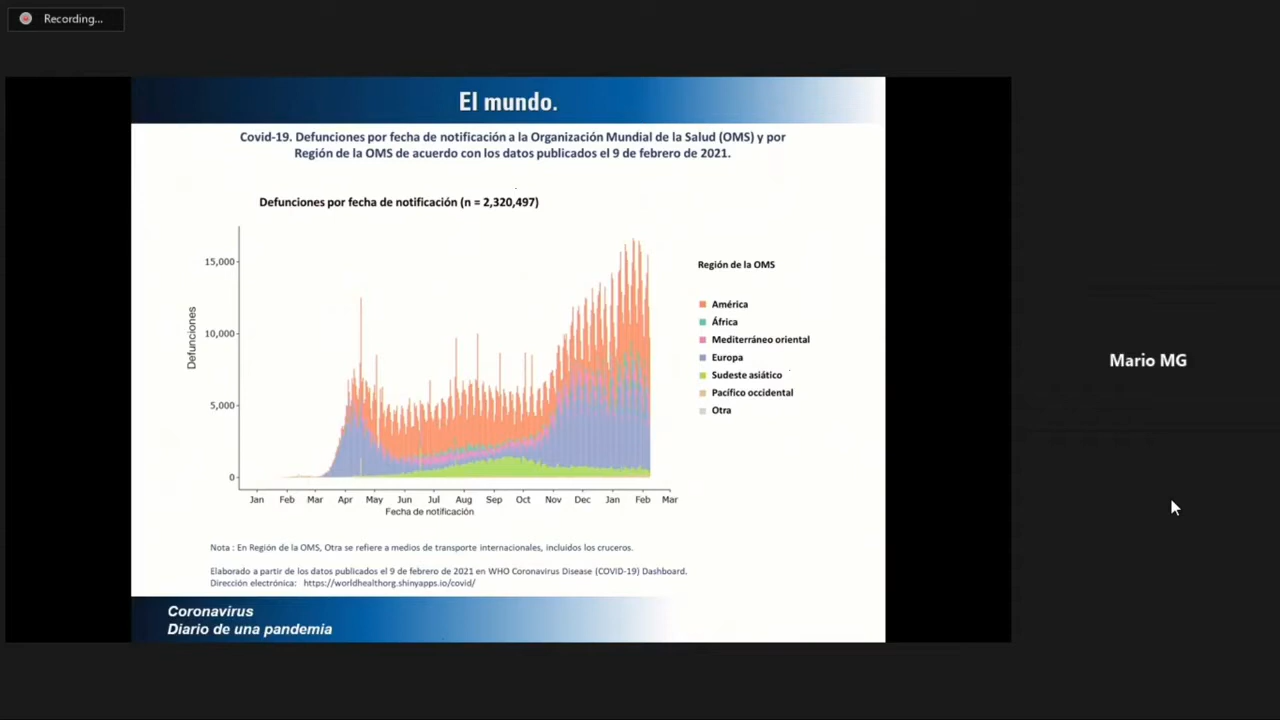 Recording...
El mundo.
Covid-19. Defunciones por fecha de notificación a la Organización Mundial de la Salud (OMS) y por
Región de la OMS de acuerdo con los datos publicados el 9 de febrero de 2021.
Defunciones por fecha de notificación (n = 2,320,497)
Defunciones
15,000
10,000
5,000
0
Jan Feb Mar Apr May Jun Jul Aug Sep Oct Nov Dec Jan Feb Mar
Fecha de notificación
Región de la OMS
América
África
Mediterráneo oriental
Europa
Sudeste asiático
Pacífico occidental
Otra
Mario MG
Nota : En Región de la OMS, Otra se refiere a medios de transporte internacionales, incluidos los cruceros.
Elaborado a partir de los datos publicados el 9 de febrero de 2021 en WHO Coronavirus Disease (COVID-19) Dashboard.
Dirección electrónica: https://worldhealthorg.shinyapps.io/covid/
Coronavirus
Diario de una pandemia